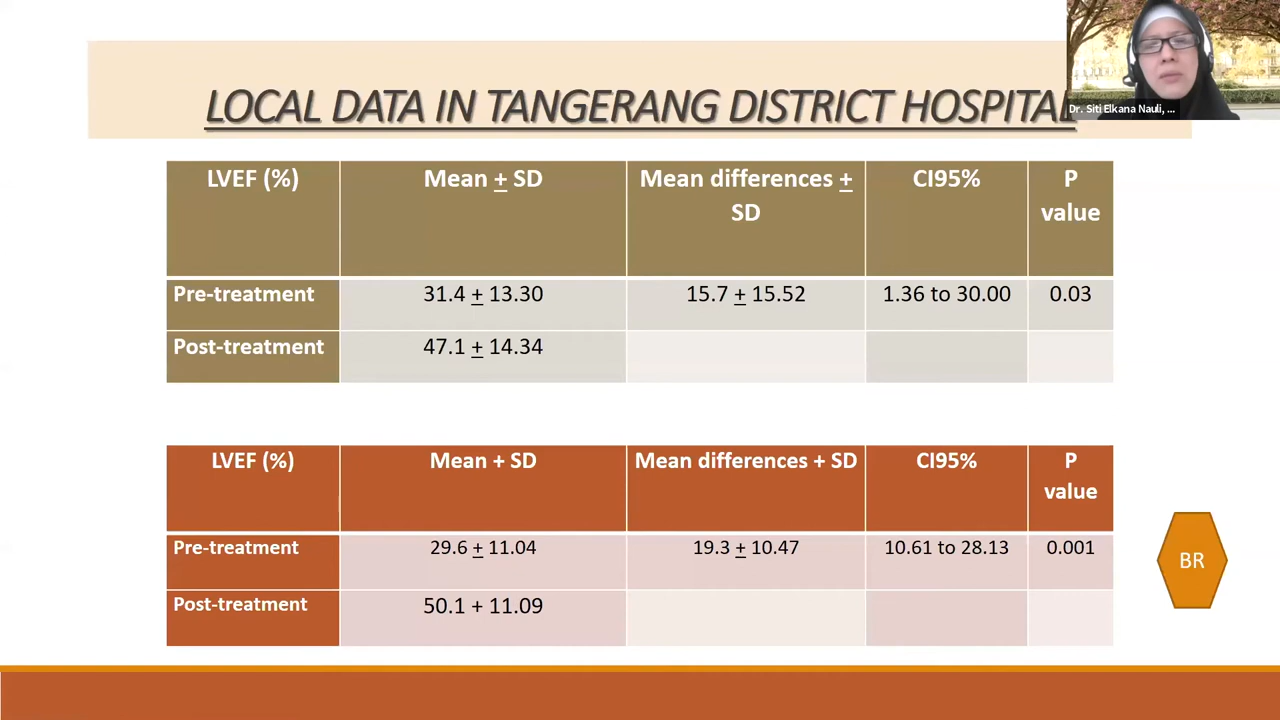 LOCAL DATA IN TANGERANG DISTRICT HOSPITAL
Dr. Siti Elkana Nauli, ...
LVEF (%) Mean ± SD Mean differences ± SD CI95% P value
Pre-treatment 31.4 ± 13.30 15.7 ± 15.52 1.36 to 30.00 0.03
Post-treatment 47.1 ± 14.34
LVEF (%) Mean + SD Mean differences + SD CI95% P value
Pre-treatment 29.6 ± 11.04 19.3 ± 10.47 10.61 to 28.13 0.001
Post-treatment 50.1 + 11.09
BR